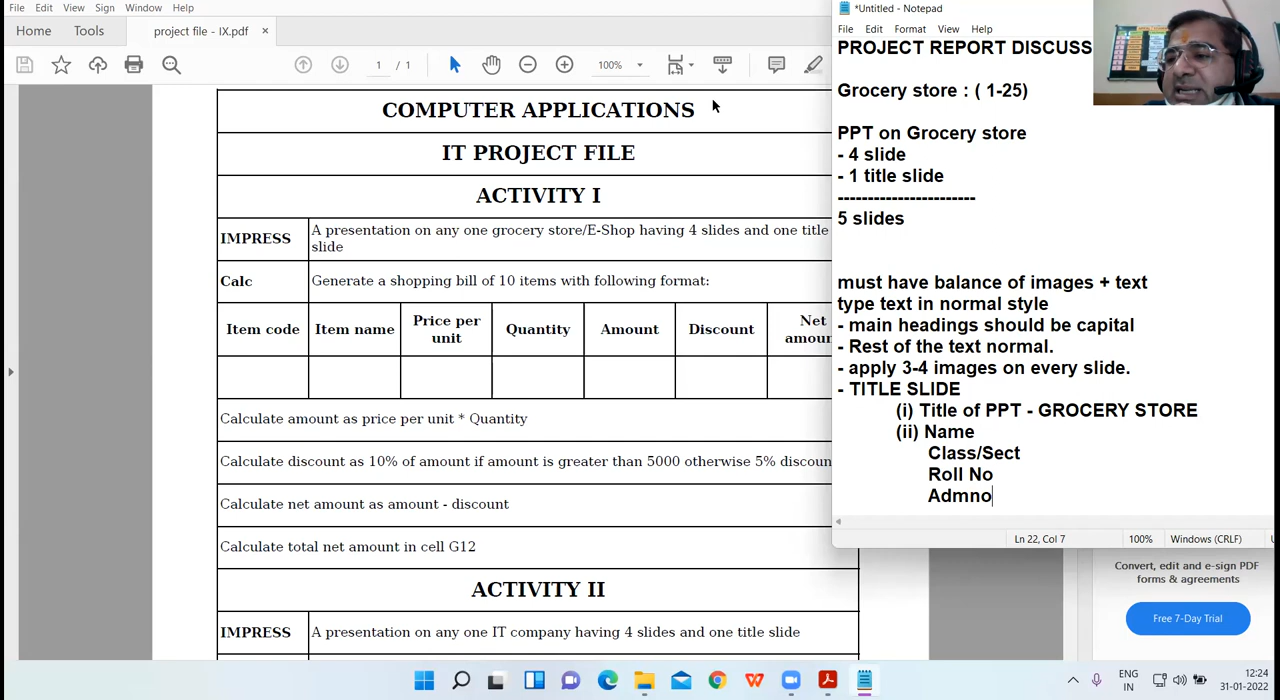 File Edit View Sign Window Help
Home Tools project file - IX.pdf ×
1 / 1 100%
COMPUTER APPLICATIONS
IT PROJECT FILE
ACTIVITY I
IMPRESS A presentation on any one grocery store/E-Shop having 4 slides and one title
slide
Calc Generate a shopping bill of 10 items with following format:
Item code Item name Price per unit Quantity Amount Discount Net amoun
Calculate amount as price per unit * Quantity
Calculate discount as 10% of amount if amount is greater than 5000 otherwise 5% discoun
Calculate net amount as amount - discount
Calculate total net amount in cell G12
ACTIVITY II
IMPRESS A presentation on any one IT company having 4 slides and one title slide
*Untitled - Notepad
File Edit Format View Help
PROJECT REPORT DISCUSS
Grocery store : ( 1-25)
PPT on Grocery store
- 4 slide
- 1 title slide
-----------------------
5 slides
must have balance of images + text
type text in normal style
- main headings should be capital
- Rest of the text normal.
- apply 3-4 images on every slide.
- TITLE SLIDE
(i) Title of PPT - GROCERY STORE
(ii) Name
Class/Sect
Roll No
Admno
Ln 22, Col 7 100% Windows (CRLF)
Convert, edit and e-sign PDF
forms & agreements
Free 7-Day Trial
ENG
IN
12:24
31-01-2022